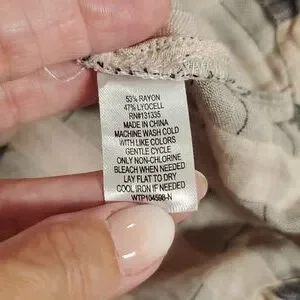 53% RAYON
47% LYOCELL
RN#131335
MADE IN CHINA
MACHINE WASH COLD
WITH LIKE COLORS
GENTLE CYCLE
ONLY NON-CHLORINE
BLEACH WHEN NEEDED
LAY FLAT TO DRY
COOL IRON IF NEEDED
WTP104598-N